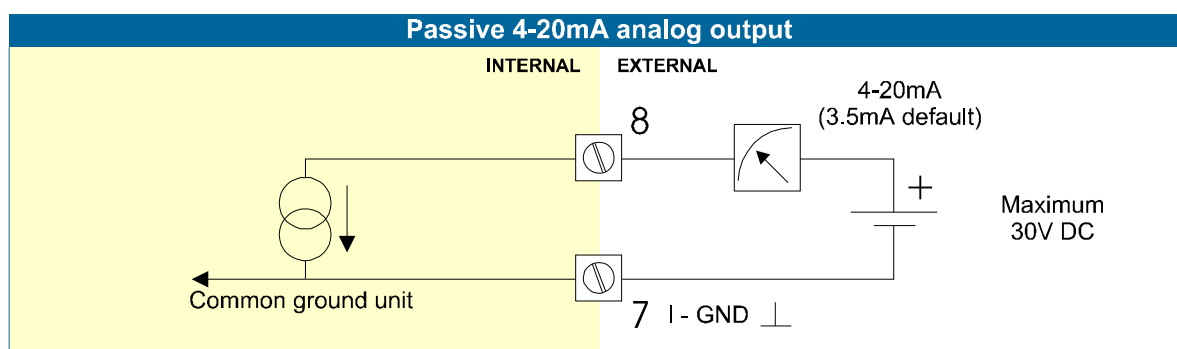 Passive 4-20mA analog output
INTERNAL EXTERNAL
4-20mA
(3.5mA default)
8
+
Maximum
30V DC
Common ground unit
7 I - GND ⊥